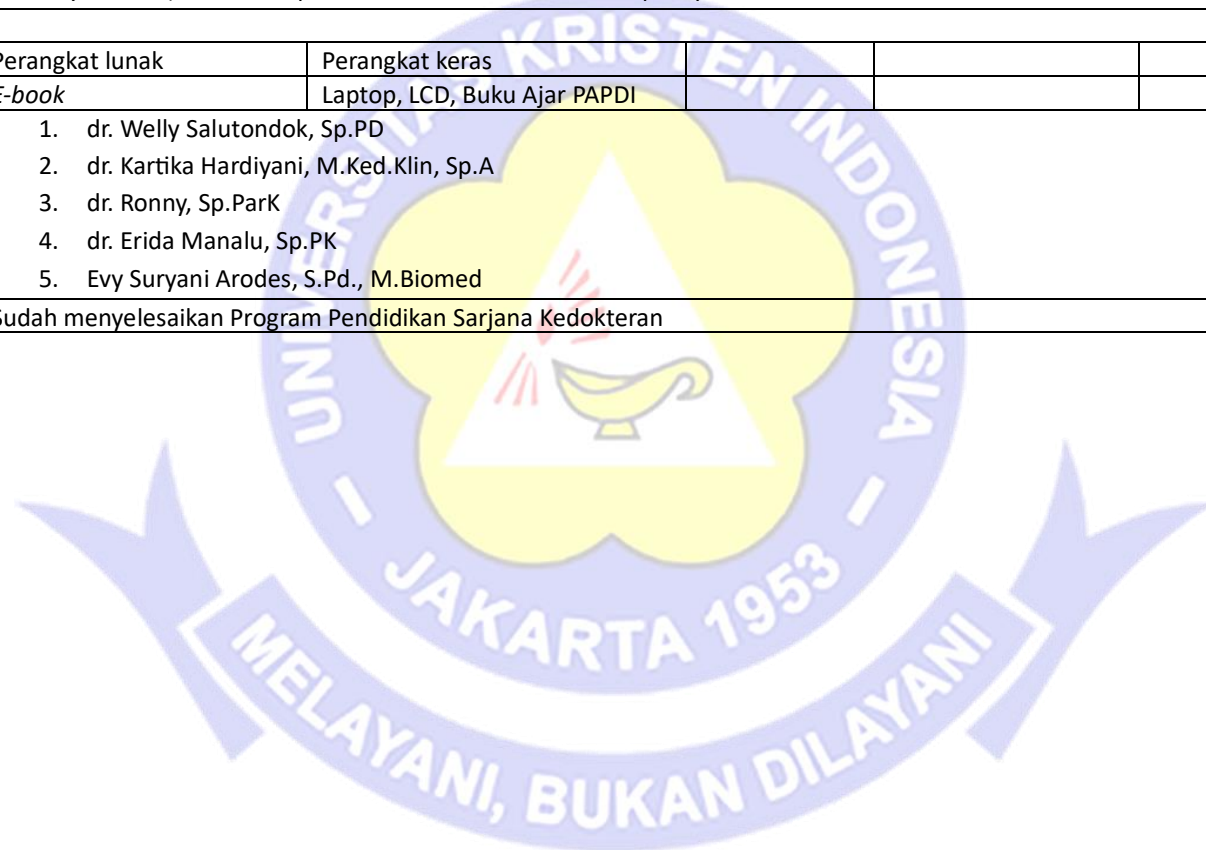 Perangkat lunak Perangkat keras
E-book Laptop, LCD, Buku Ajar PAPDI
1. dr. Welly Salutondok, Sp.PD
2. dr. Kartika Hardiyani, M.Ked.Klin, Sp.A
3. dr. Ronny, Sp.ParK
4. dr. Erida Manalu, Sp.PK
5. Evy Suryani Arodes, S.Pd., M.Biomed
Sudah menyelesaikan Program Pendidikan Sarjana Kedokteran
UNIVERSITAS KRISTEN INDONESIA
- JAKARTA 1953 -
MELAYANI, BUKAN DILAYANI